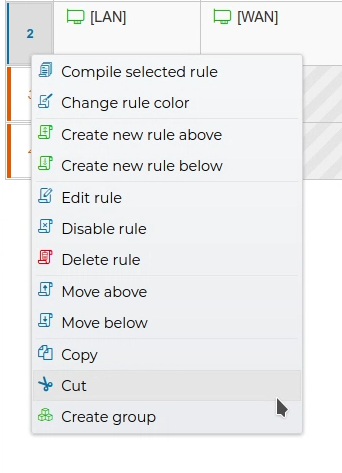 2
[LAN] [WAN]
Compile selected rule
Change rule color
Create new rule above
Create new rule below
Edit rule
Disable rule
Delete rule
Move above
Move below
Copy
Cut
Create group